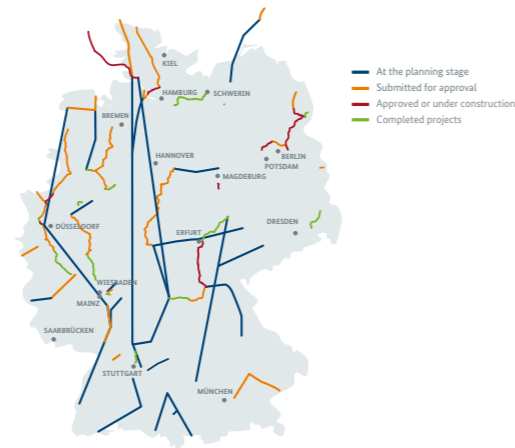 KIEL
HAMBURG
SCHWERIN
BREMEN
HANNOVER
BERLIN
POTSDAM
MAGDEBURG
DÜSSELDORF
ERFURT
DRESDEN
WIESBADEN
MAINZ
SAARBRÜCKEN
STUTTGART
MÜNCHEN
At the planning stage
Submitted for approval
Approved or under construction
Completed projects